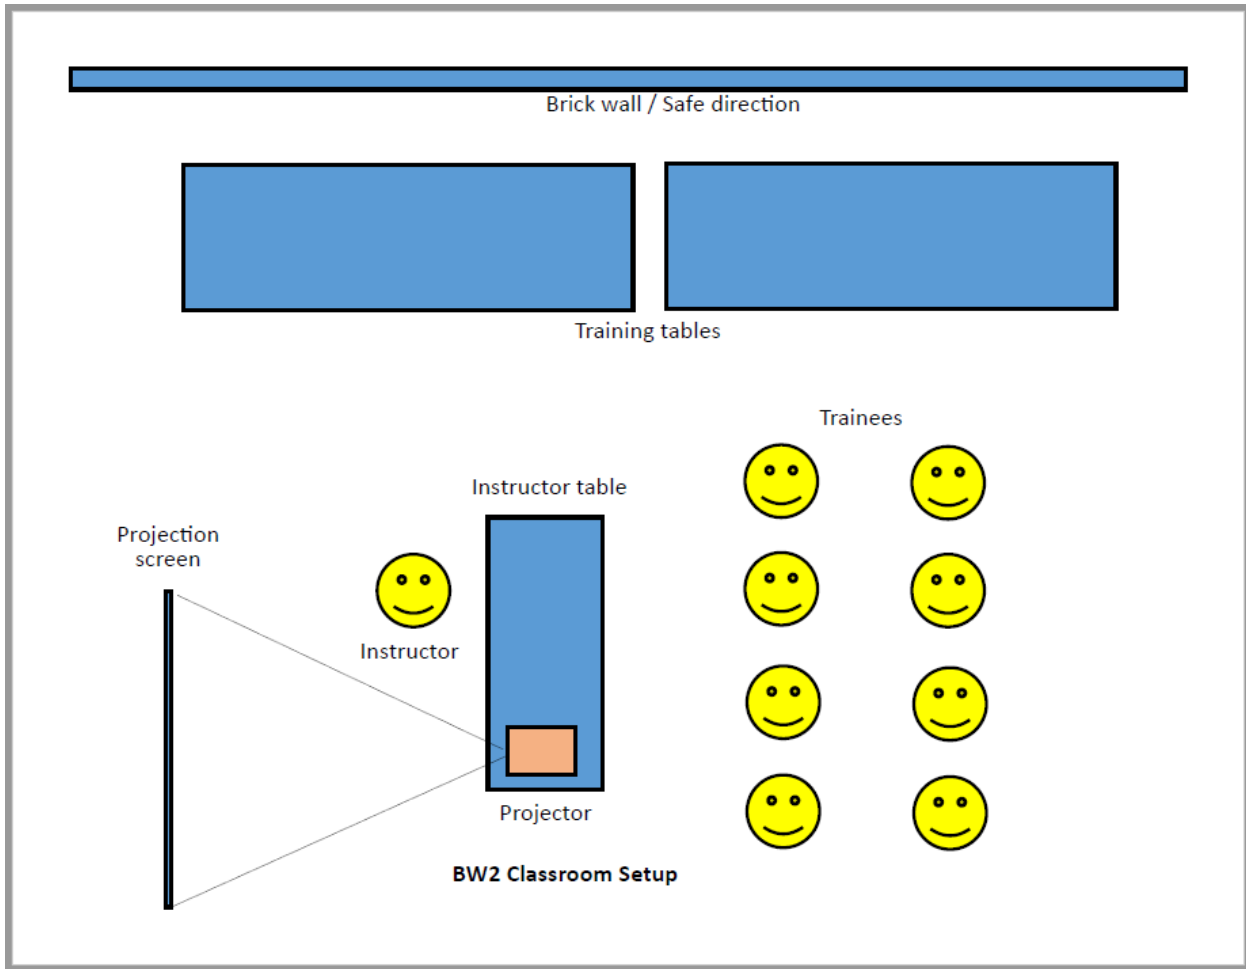 Brick wall / Safe direction
Training tables
Trainees
Instructor table
Projection
screen
Instructor
Projector
BW2 Classroom Setup